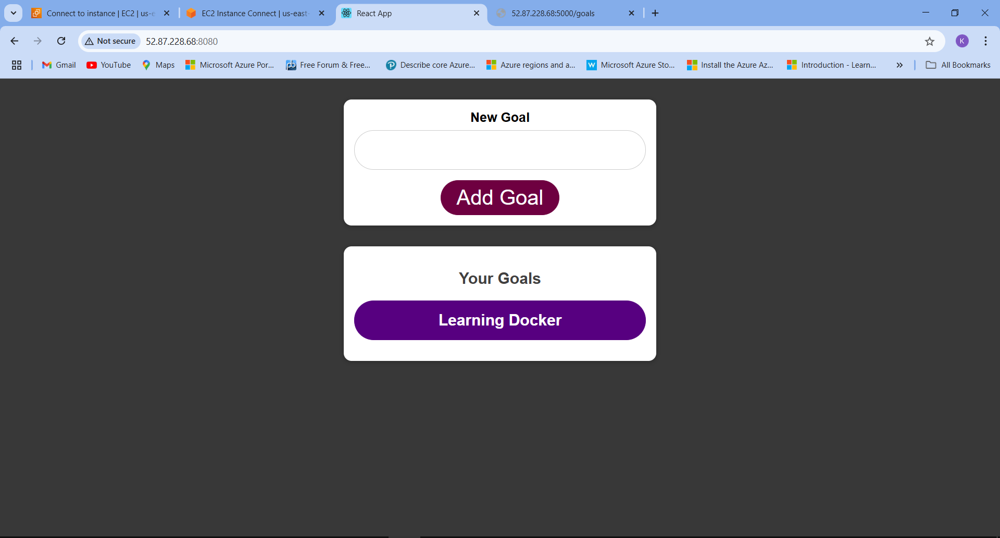 Connect to instance | EC2 | us-e
EC2 Instance Connect | us-east-
React App
52.87.228.68:5000/goals
Not secure
52.87.228.68:8080
K
Gmail
YouTube
Maps
Microsoft Azure Por...
Free Forum & Free...
Describe core Azure...
Azure regions and a...
W
Microsoft Azure Sto...
Install the Azure Az...
Introduction - Learn...
All Bookmarks
New Goal
Add Goal
Your Goals
Learning Docker